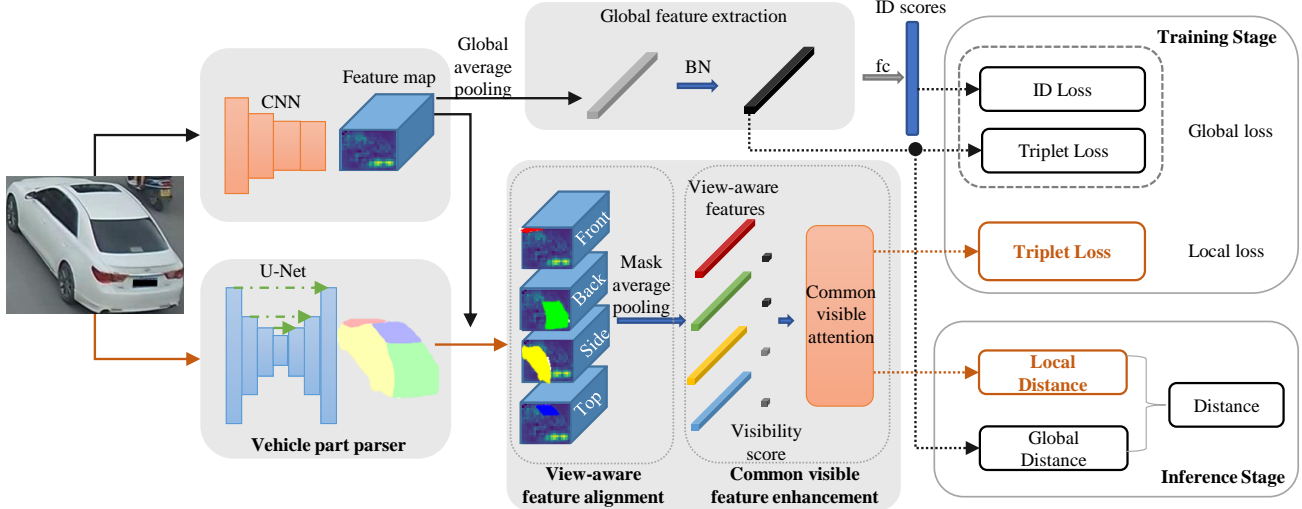 Global feature extraction
ID scores
Training Stage
Global
average
pooling
BN
fc
CNN
Feature map
ID Loss
Triplet Loss
Global loss
Triplet Loss
Local loss
U-Net
Vehicle part parser
Front
Back
Side
Top
Mask
average
pooling
View-aware
features
Visibility
score
Common
visible
attention
View-aware
feature alignment
Common visible
feature enhancement
Local
Distance
Global
Distance
Distance
Inference Stage